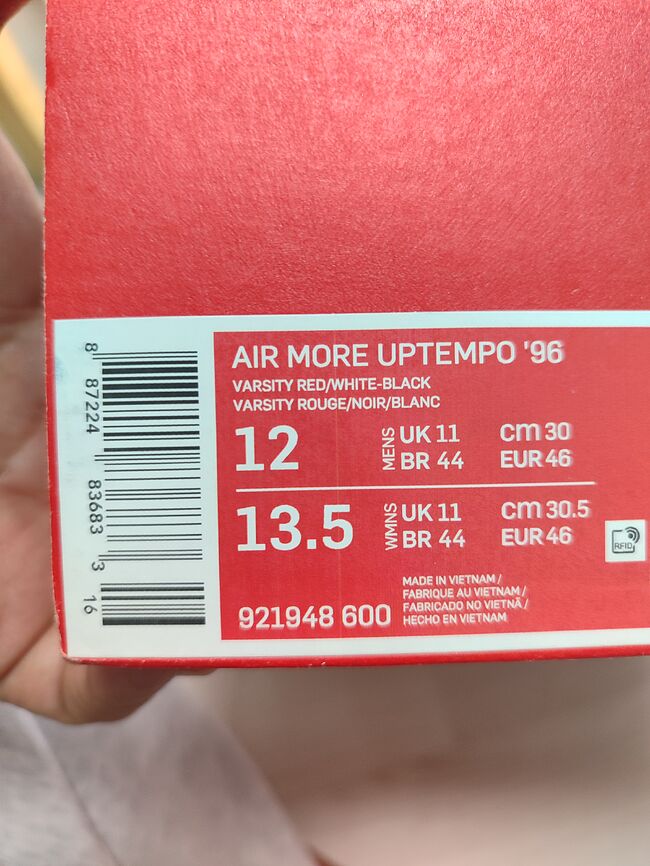 AIR MORE UPTEMPO '96
VARSITY RED/WHITE-BLACK
VARSITY ROUGE/NOIR/BLANC
12 MENS UK 11 cm 30
BR 44 EUR 46
13.5 WMNS UK 11 cm 30.5
BR 44 EUR 46
RFID
921948 600
MADE IN VIETNAM /
FABRIQUE AU VIETNAM /
FABRICADO NO VIETNÃ /
HECHO EN VIETNAM
8 87224 83683 3 16